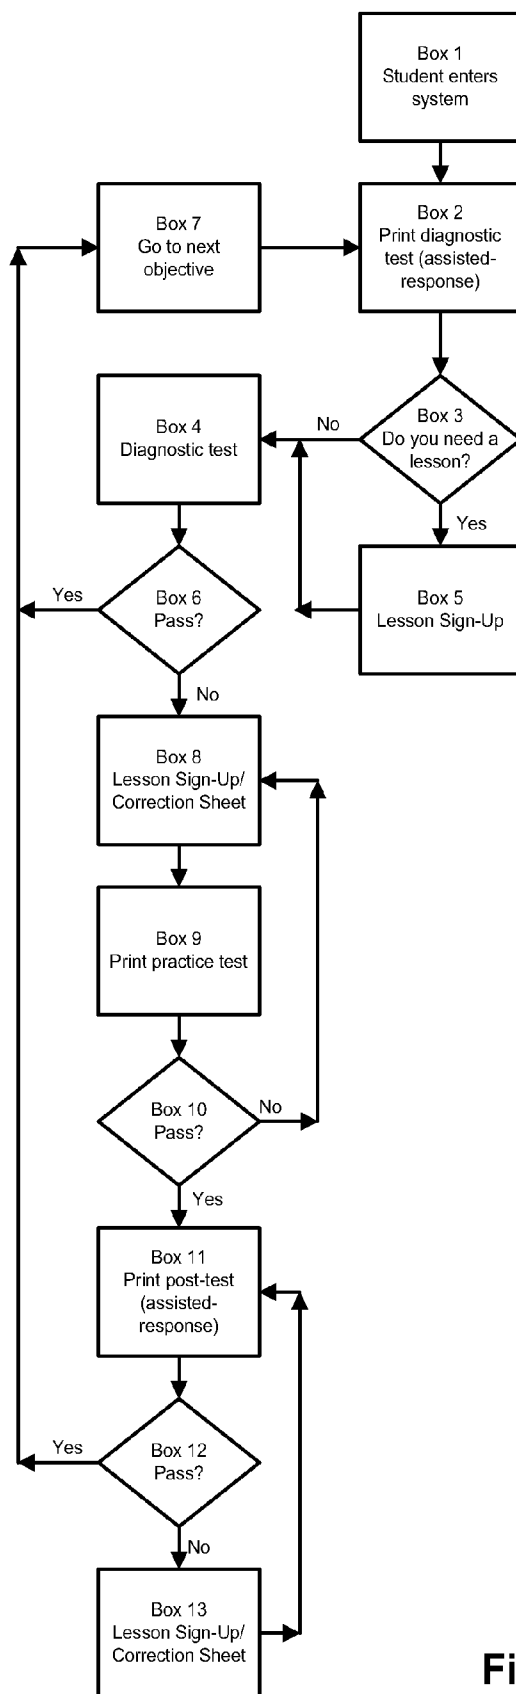 Box 1
Student enters
system
Box 7
Go to next
objective
Box 2
Print diagnostic
test (assisted-
response)
Box 4
Diagnostic test
No
Box 3
Do you need a
lesson?
Yes
Box 5
Lesson Sign-Up
Yes
Box 6
Pass?
No
Box 8
Lesson Sign-Up/
Correction Sheet
Box 9
Print practice test
Box 10
Pass?
No
Yes
Box 11
Print post-test
(assisted-
response)
Yes
Box 12
Pass?
No
Box 13
Lesson Sign-Up/
Correction Sheet